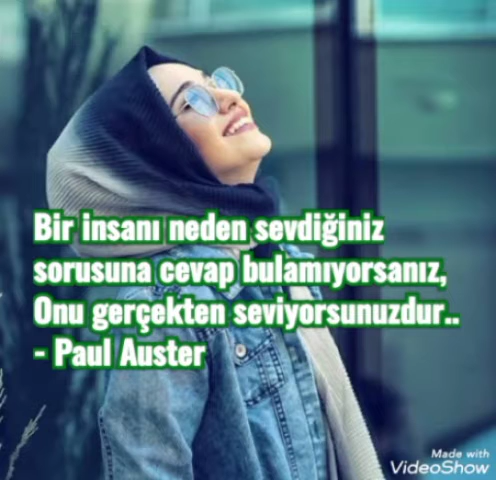 Bir insanı neden sevdiğiniz
sorusuna cevap bulamıyorsanız,
Onu gerçekten seviyorsunuzdur..
- Paul Auster
Made with
VideoShow